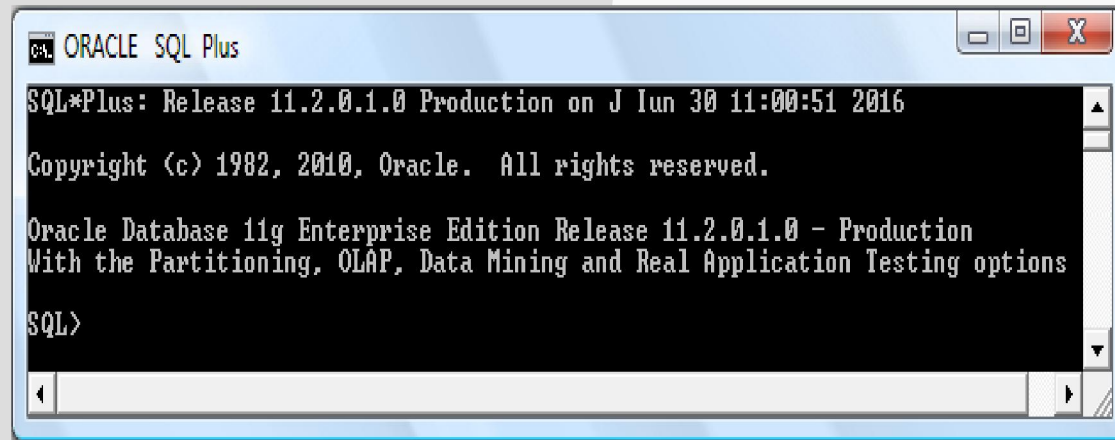 ORACLE SQL Plus
SQL*Plus: Release 11.2.0.1.0 Production on J Iun 30 11:00:51 2016
Copyright (c) 1982, 2010, Oracle. All rights reserved.
Oracle Database 11g Enterprise Edition Release 11.2.0.1.0 - Production
With the Partitioning, OLAP, Data Mining and Real Application Testing options
SQL>